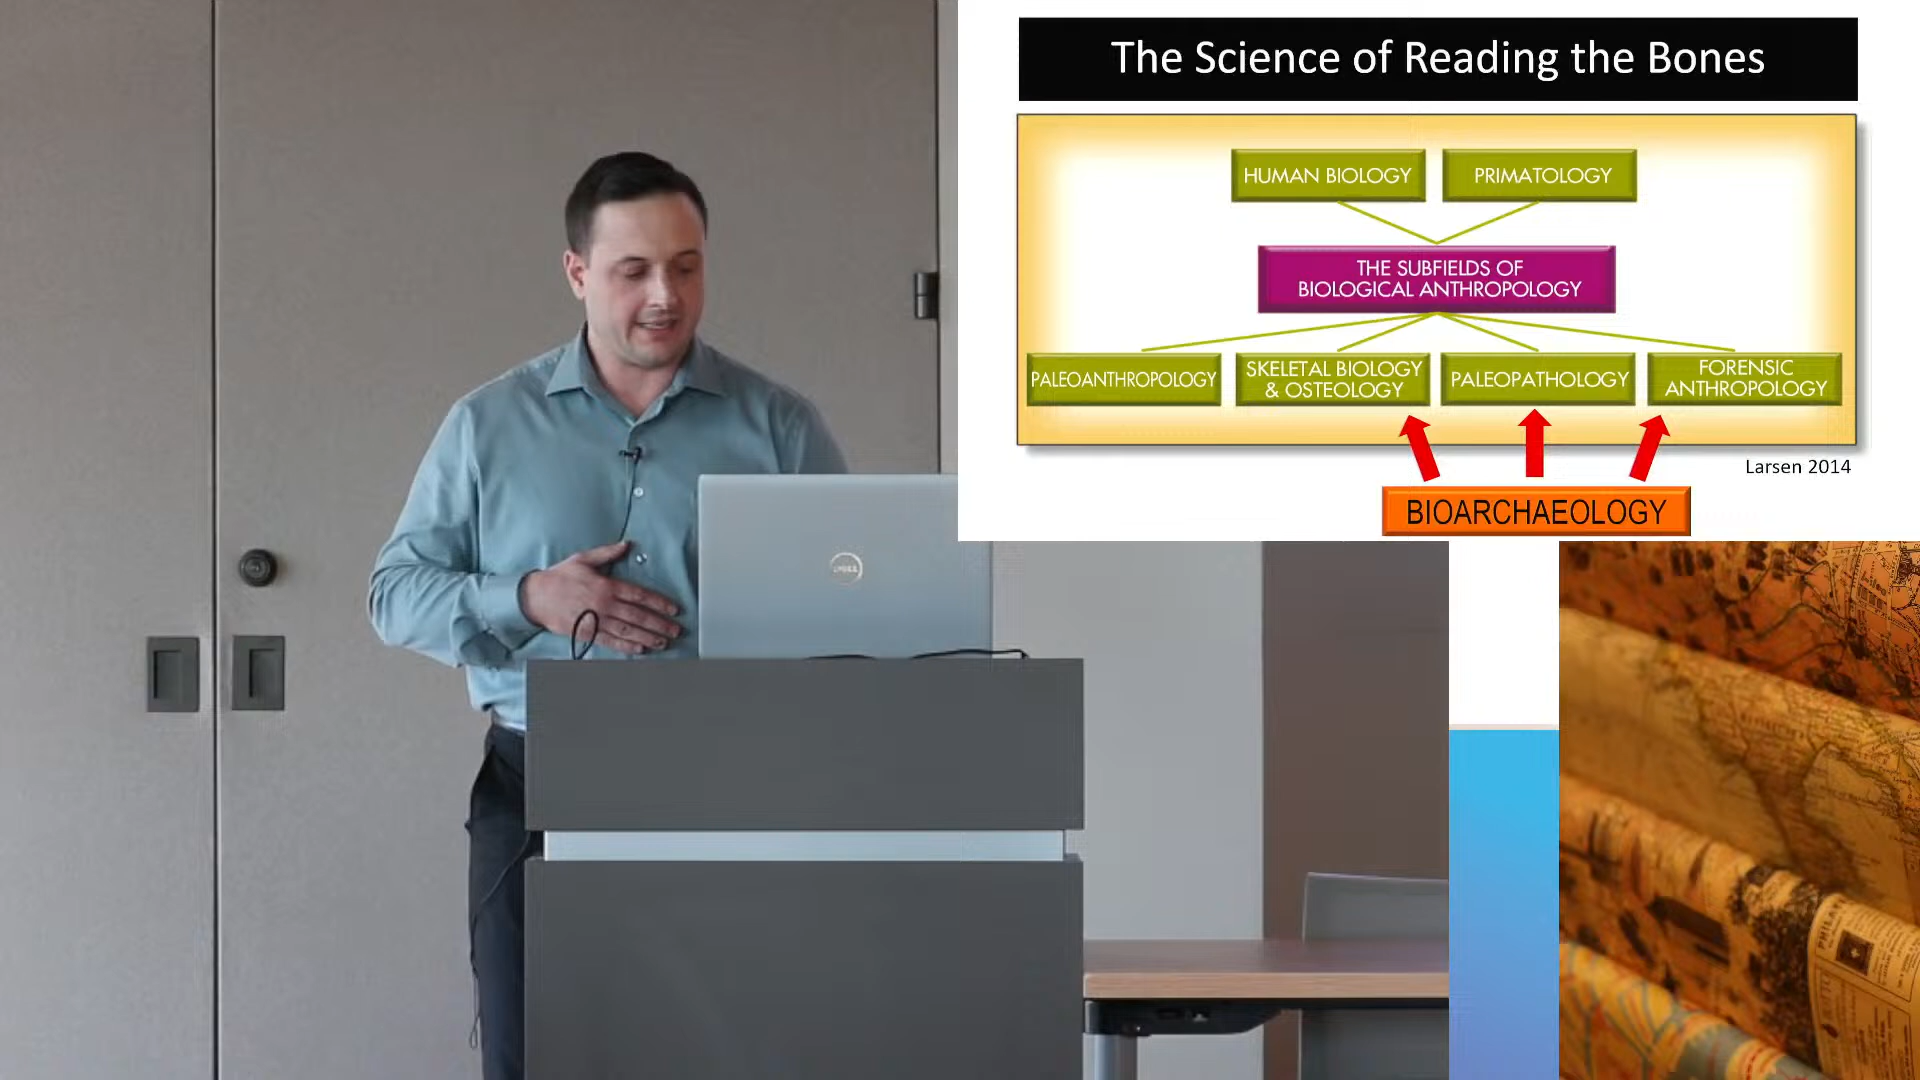 The Science of Reading the Bones
HUMAN BIOLOGY
PRIMATOLOGY
THE SUBFIELDS OF
BIOLOGICAL ANTHROPOLOGY
PALEOANTHROPOLOGY
SKELETAL BIOLOGY
& OSTEOLOGY
PALEOPATHOLOGY
FORENSIC
ANTHROPOLOGY
Larsen 2014
BIOARCHAEOLOGY
DELL